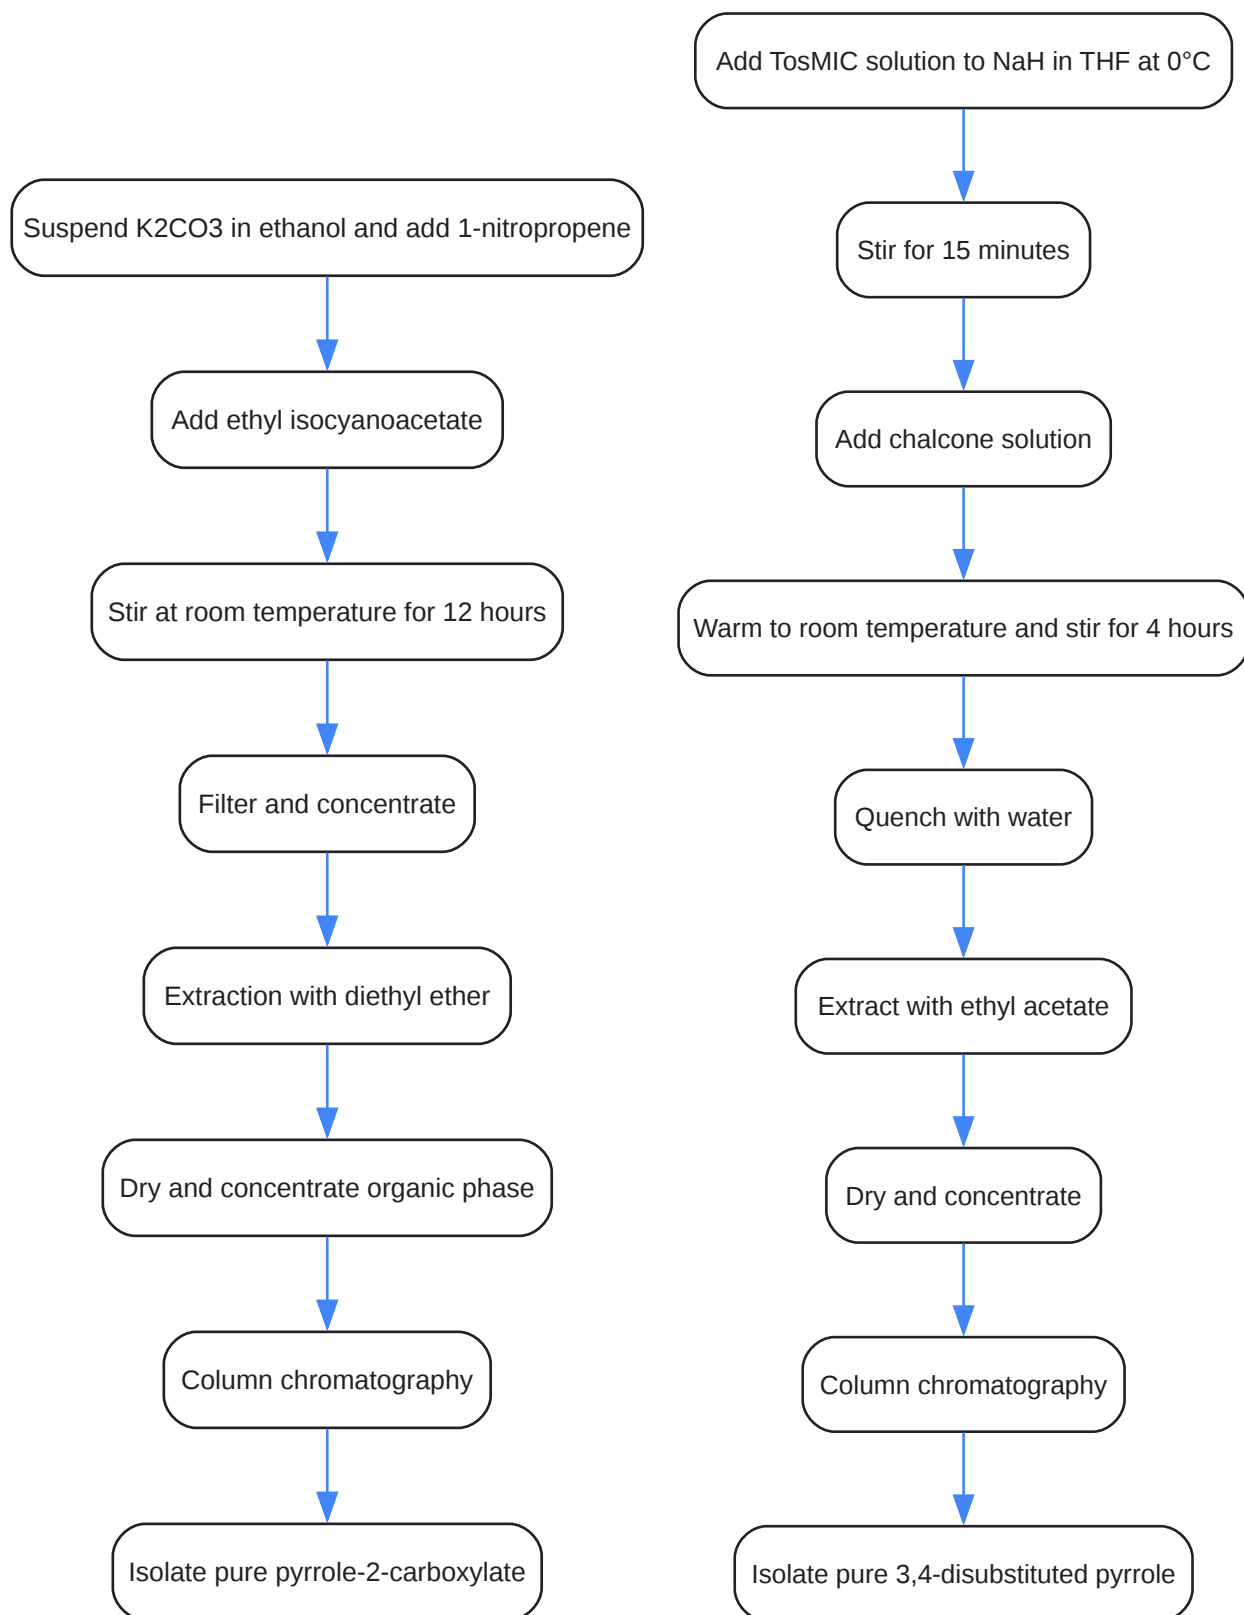 Suspend K2CO3 in ethanol and add 1-nitropropene
Add ethyl isocyanoacetate
Stir at room temperature for 12 hours
Filter and concentrate
Extraction with diethyl ether
Dry and concentrate organic phase
Column chromatography
Isolate pure pyrrole-2-carboxylate
Add TosMIC solution to NaH in THF at 0°C
Stir for 15 minutes
Add chalcone solution
Warm to room temperature and stir for 4 hours
Quench with water
Extract with ethyl acetate
Dry and concentrate
Column chromatography
Isolate pure 3,4-disubstituted pyrrole